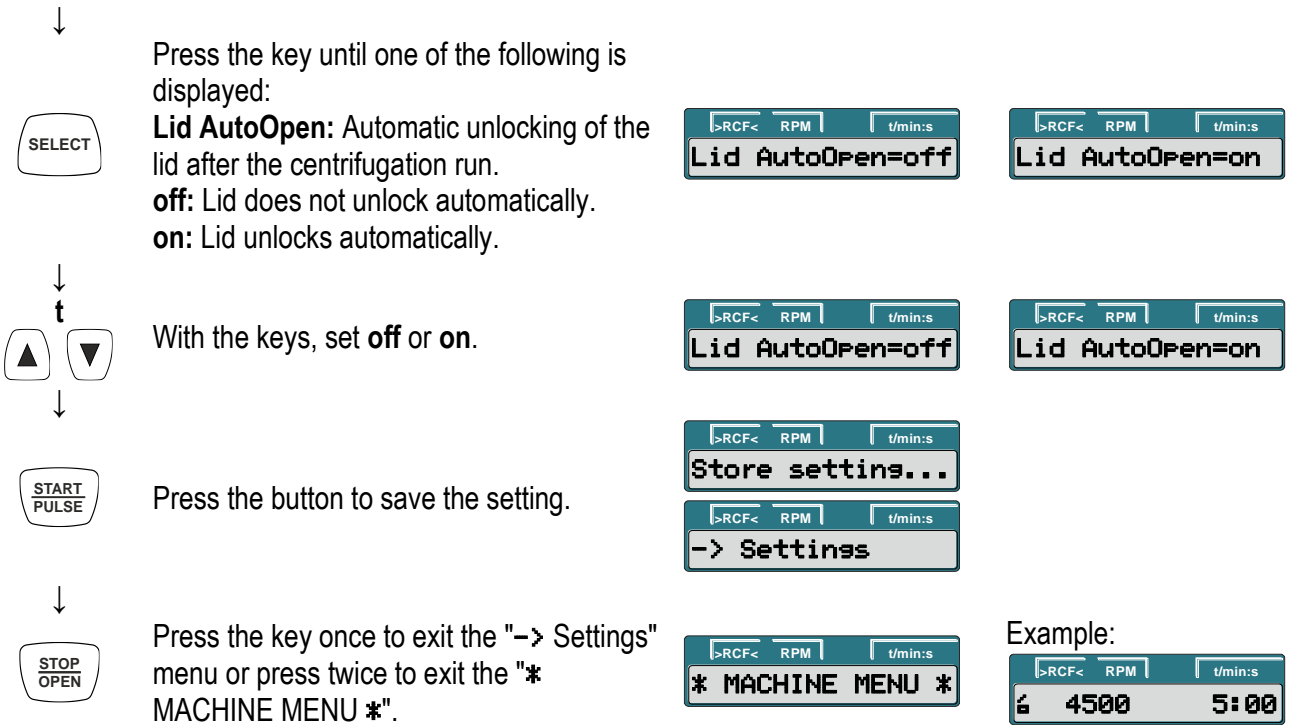 ↓
Press the key until one of the following is
displayed:
Lid AutoOpen: Automatic unlocking of the
lid after the centrifugation run.
off: Lid does not unlock automatically.
on: Lid unlocks automatically.
SELECT
>RCF< RPM t/min:s
Lid AutoOpen=off
>RCF< RPM t/min:s
Lid AutoOpen=on
↓
t
▲ ▼
With the keys, set off or on.
>RCF< RPM t/min:s
Lid AutoOpen=off
>RCF< RPM t/min:s
Lid AutoOpen=on
↓
START
PULSE
Press the button to save the setting.
>RCF< RPM t/min:s
Store setting...
>RCF< RPM t/min:s
-> Settings
↓
STOP
OPEN
Press the key once to exit the "-> Settings"
menu or press twice to exit the "*
MACHINE MENU *".
>RCF< RPM t/min:s
* MACHINE MENU *
Example:
>RCF< RPM t/min:s
4500 5:00